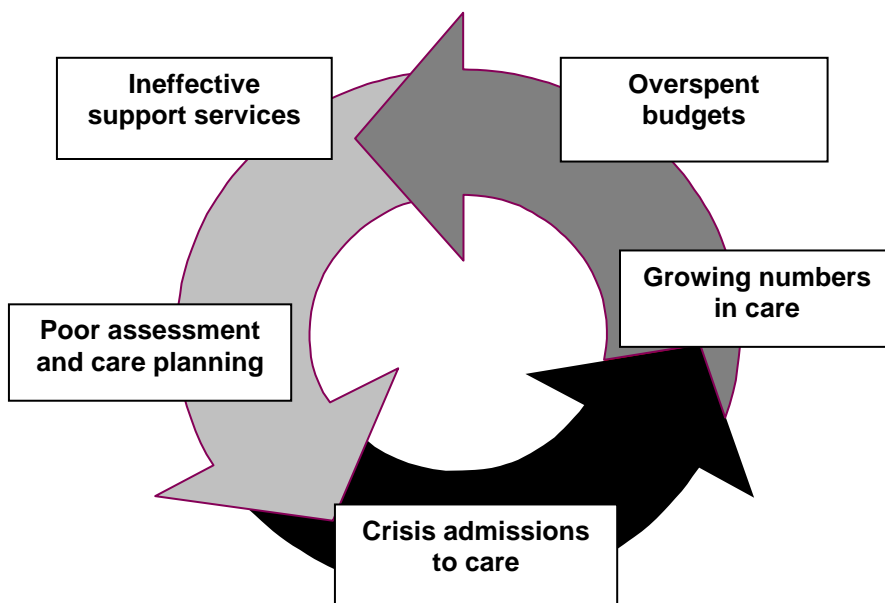 Ineffective
support services
Overspent
budgets
Growing numbers
in care
Poor assessment
and care planning
Crisis admissions
to care